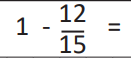 1 - 12/15 =